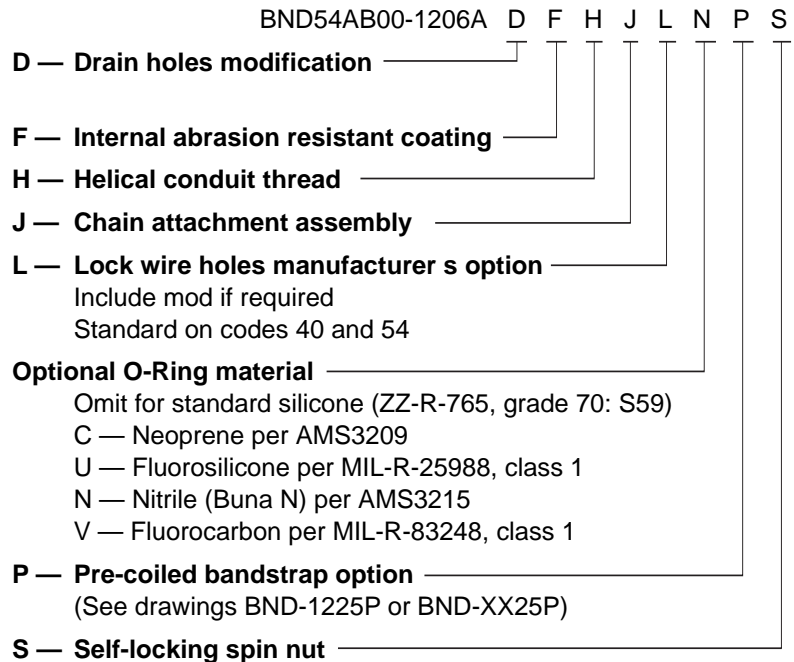 BND54AB00-1206A D F H J L N P S
D — Drain holes modification
F — Internal abrasion resistant coating
H — Helical conduit thread
J — Chain attachment assembly
L — Lock wire holes manufacturer s option
Include mod if required
Standard on codes 40 and 54
Optional O-Ring material
Omit for standard silicone (ZZ-R-765, grade 70: S59)
C — Neoprene per AMS3209
U — Fluorosilicone per MIL-R-25988, class 1
N — Nitrile (Buna N) per AMS3215
V — Fluorocarbon per MIL-R-83248, class 1
P — Pre-coiled bandstrap option
(See drawings BND-1225P or BND-XX25P)
S — Self-locking spin nut